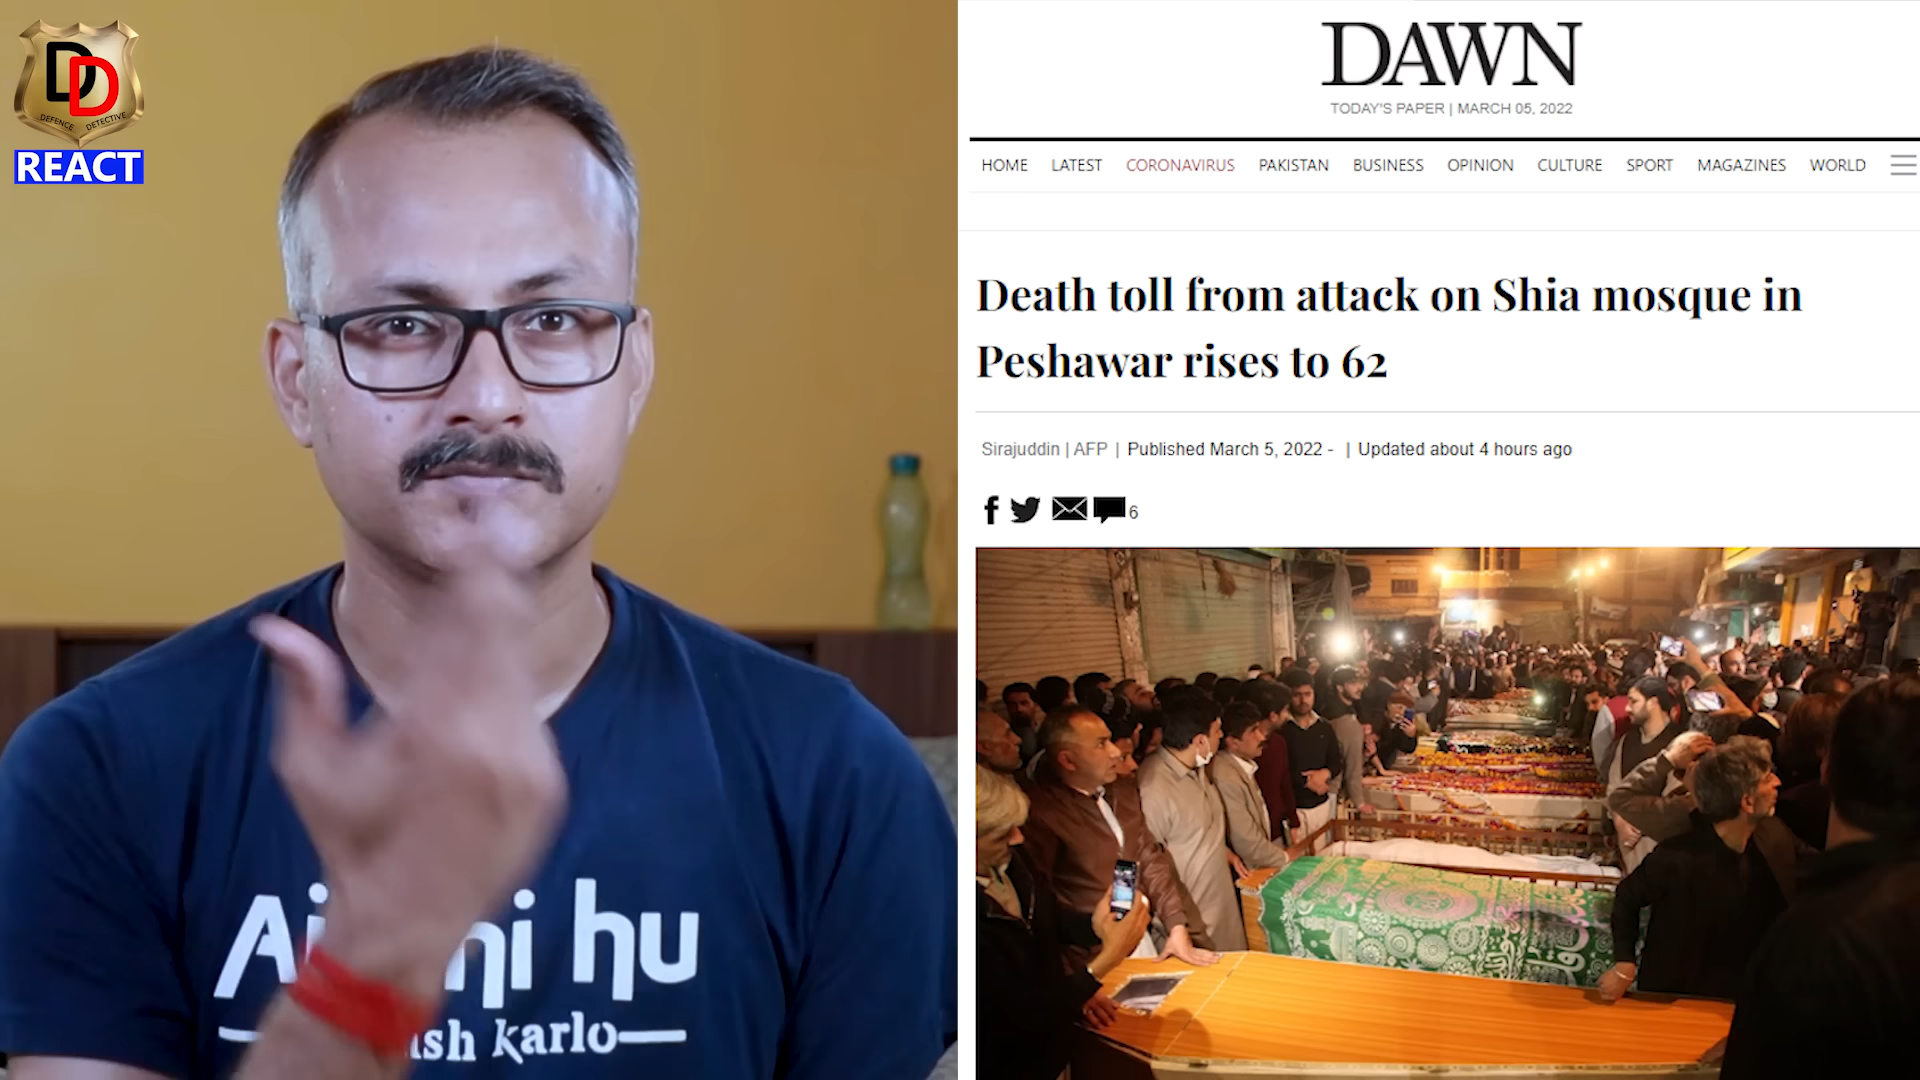 DD
DEFENCE DETECTIVE
REACT
hu
Karlo
DAWN
TODAY'S PAPER | MARCH 05, 2022
HOME LATEST CORONAVIRUS PAKISTAN BUSINESS OPINION CULTURE SPORT MAGAZINES WORLD
Death toll from attack on Shia mosque in
Peshawar rises to 62
Sirajuddin | AFP | Published March 5, 2022 - | Updated about 4 hours ago
6